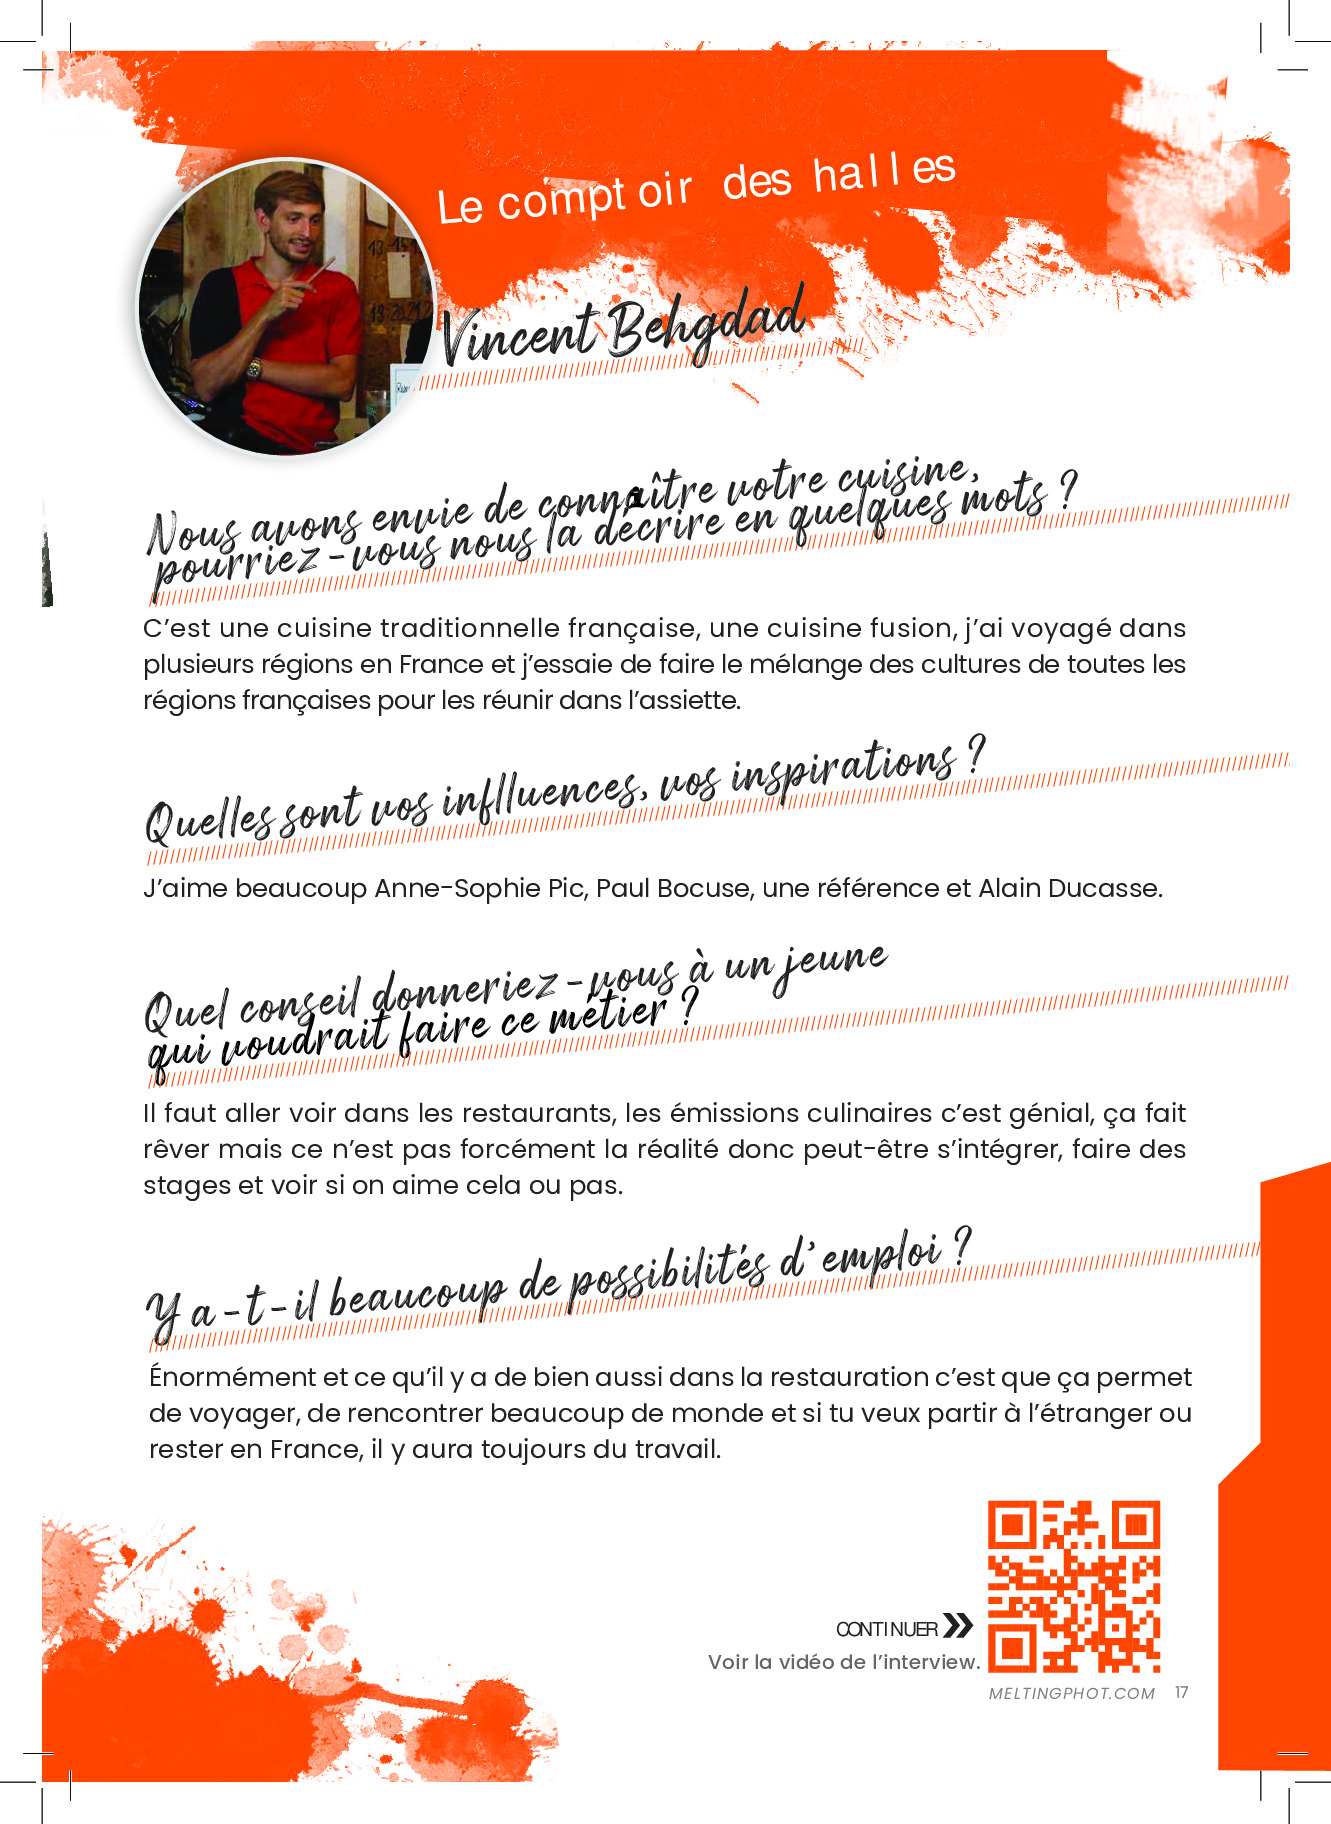 Le comptoir des halles
Vincent Behgdad
Nous avons envie de connaître votre cuisine,
pourriez-vous nous la décrire en quelques mots ?
C’est une cuisine traditionnelle française, une cuisine fusion, j’ai voyagé dans
plusieurs régions en France et j’essaie de faire le mélange des cultures de toutes les
régions françaises pour les réunir dans l’assiette.
Quelles sont vos inflluences, vos inspirations ?
J’aime beaucoup Anne-Sophie Pic, Paul Bocuse, une référence et Alain Ducasse.
Quel conseil donneriez-vous à un jeune
qui voudrait faire ce métier ?
Il faut aller voir dans les restaurants, les émissions culinaires c’est génial, ça fait
rêver mais ce n’est pas forcément la réalité donc peut-être s’intégrer, faire des
stages et voir si on aime cela ou pas.
Y a-t-il beaucoup de possibilités d’emploi ?
Énormément et ce qu’il y a de bien aussi dans la restauration c’est que ça permet
de voyager, de rencontrer beaucoup de monde et si tu veux partir à l’étranger ou
rester en France, il y aura toujours du travail.
CONTINUER
Voir la vidéo de l’interview.
MELTINGPHOT.COM 17